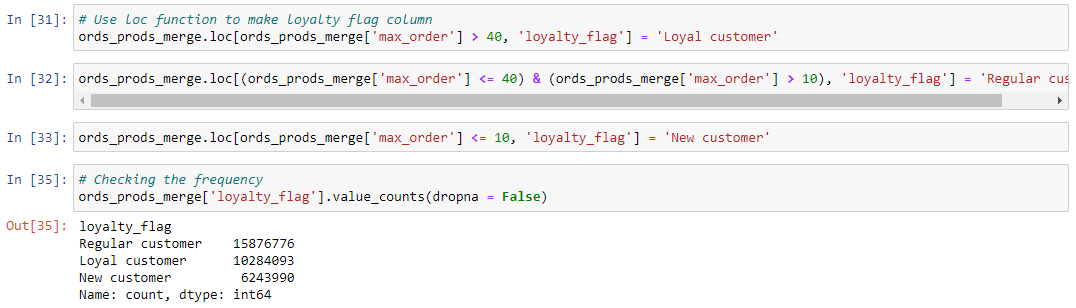 In [31]: # Use loc function to make loyalty flag column
ords_prods_merge.loc[ords_prods_merge['max_order'] > 40, 'loyalty_flag'] = 'Loyal customer'
In [32]: ords_prods_merge.loc[(ords_prods_merge['max_order'] <= 40) & (ords_prods_merge['max_order'] > 10), 'loyalty_flag'] = 'Regular cus
In [33]: ords_prods_merge.loc[ords_prods_merge['max_order'] <= 10, 'loyalty_flag'] = 'New customer'
In [35]: # Checking the frequency
ords_prods_merge['loyalty_flag'].value_counts(dropna = False)
Out[35]: loyalty_flag
Regular customer    15876776
Loyal customer      10284093
New customer         6243990
Name: count, dtype: int64